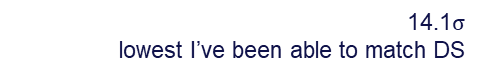 14.1σ
lowest I’ve been able to match DS